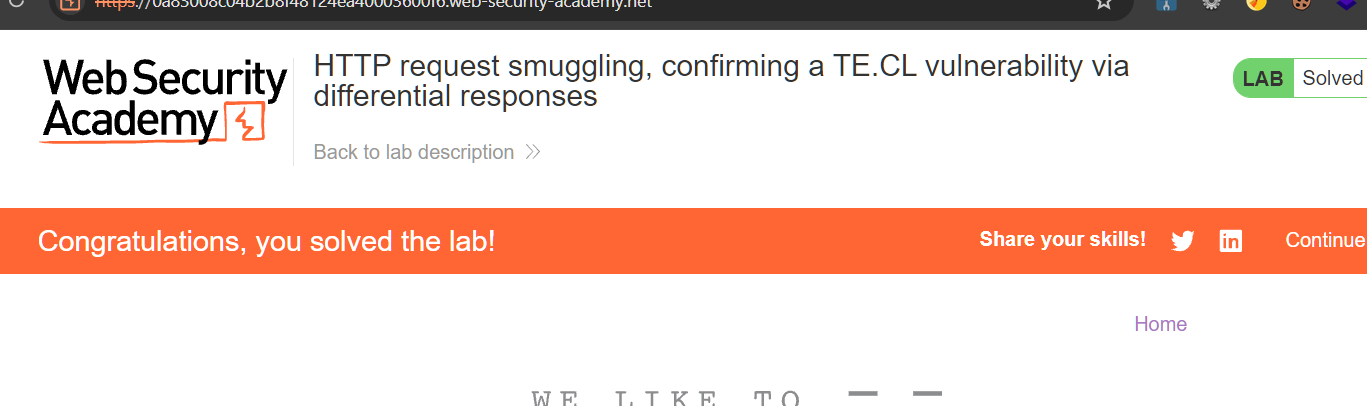 https://0a83008c04b2b8f48124ea40003600f6.web-security-academy.net
WebSecurity
Academy
HTTP request smuggling, confirming a TE.CL vulnerability via
differential responses
LAB Solved
Back to lab description
Congratulations, you solved the lab!
Share your skills!
Continue
Home
WE LIKE TO